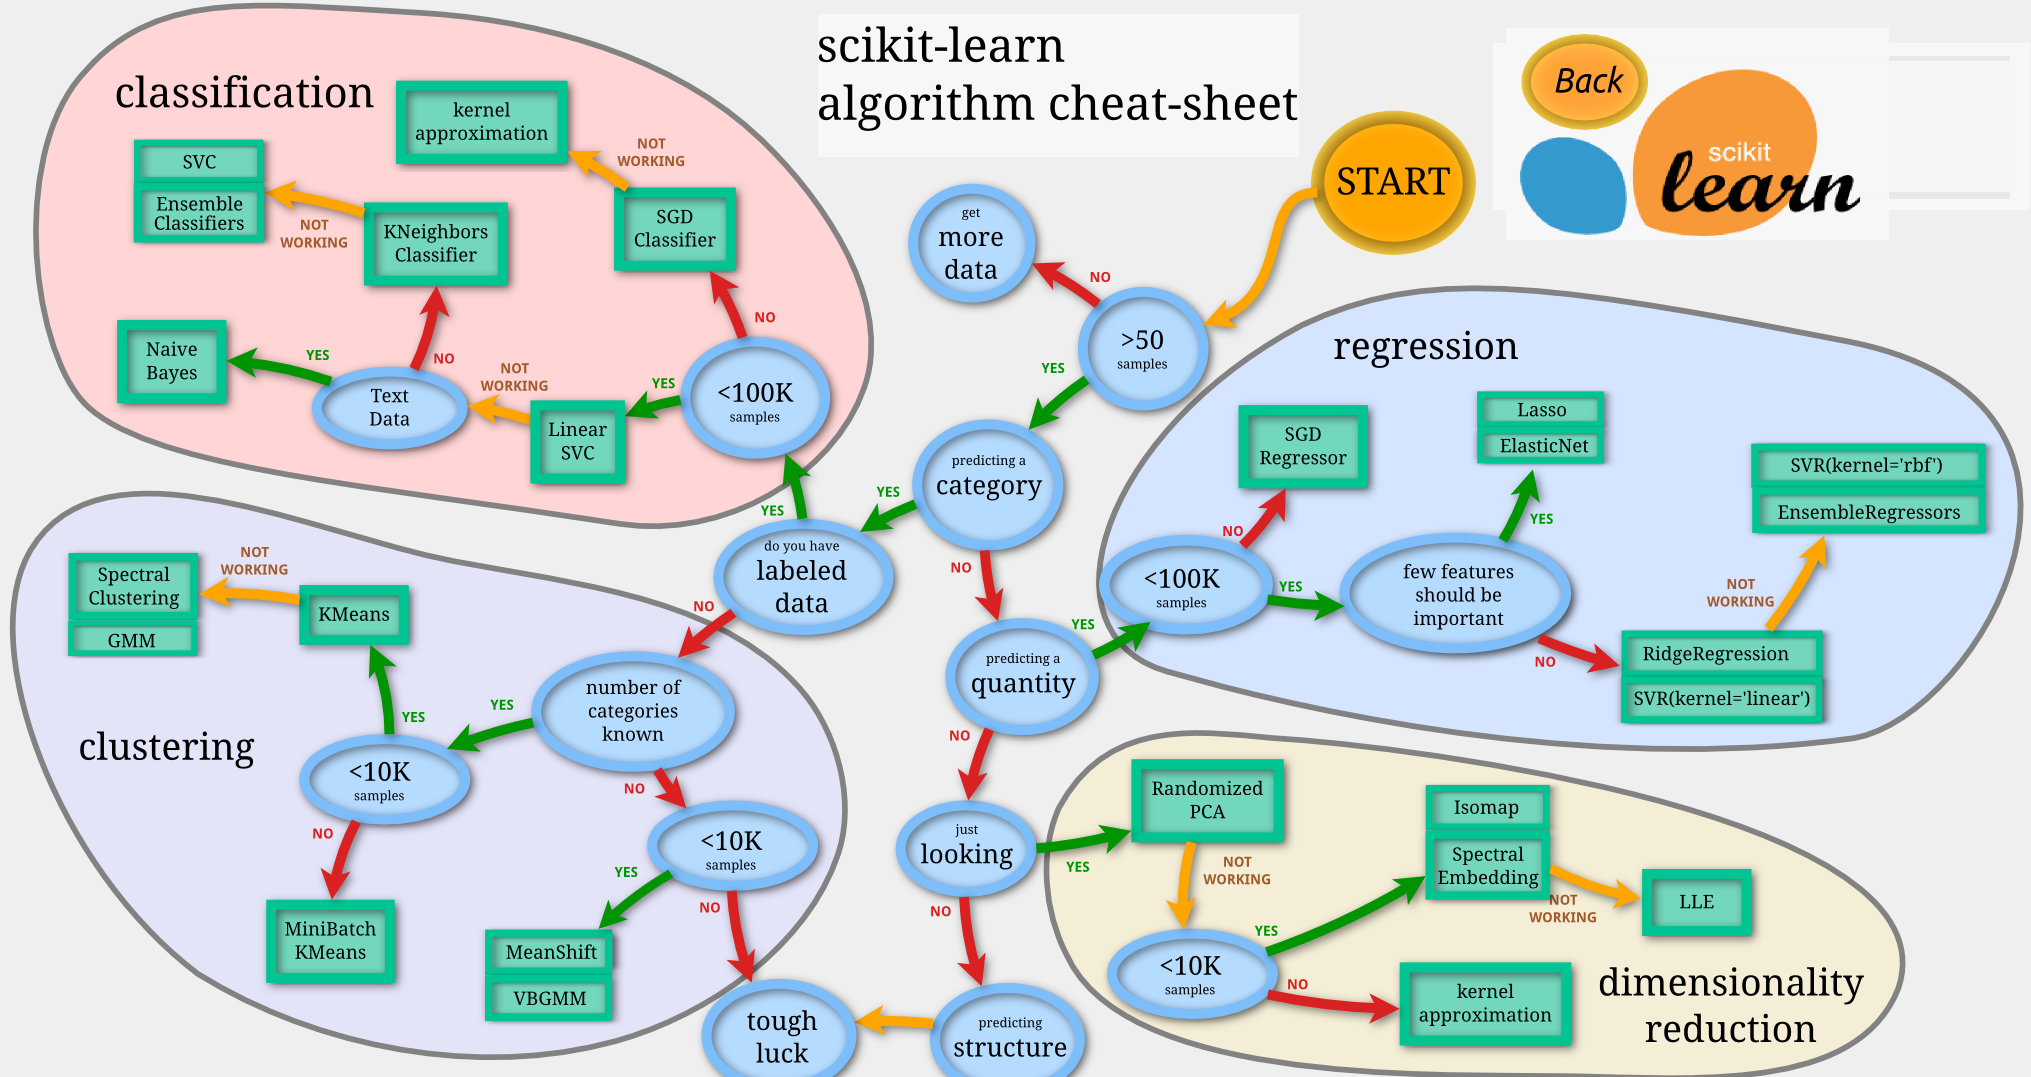 scikit-learn
algorithm cheat-sheet
Back
scikit
learn
START
classification
kernel
approximation
NOT
WORKING
SVC
Ensemble
Classifiers
NOT
WORKING
KNeighbors
Classifier
SGD
Classifier
NO
Naive
Bayes
YES
NO
Text
Data
NOT
WORKING
Linear
SVC
YES
<100K
samples
get
more
data
NO
>50
samples
YES
predicting a
category
YES
NO
YES
do you have
labeled
data
NO
predicting a
quantity
YES
NO
just
looking
YES
NO
predicting
structure
tough
luck
regression
SGD
Regressor
NO
<100K
samples
YES
Lasso
ElasticNet
YES
few features
should be
important
NO
SVR(kernel='rbf')
EnsembleRegressors
NOT
WORKING
RidgeRegression
SVR(kernel='linear')
clustering
Spectral
Clustering
GMM
NOT
WORKING
KMeans
YES
<10K
samples
YES
number of
categories
known
NO
NO
MiniBatch
KMeans
<10K
samples
YES
NO
MeanShift
VBGMM
Randomized
PCA
NOT
WORKING
<10K
samples
YES
NO
Isomap
Spectral
Embedding
NOT
WORKING
LLE
kernel
approximation
dimensionality
reduction